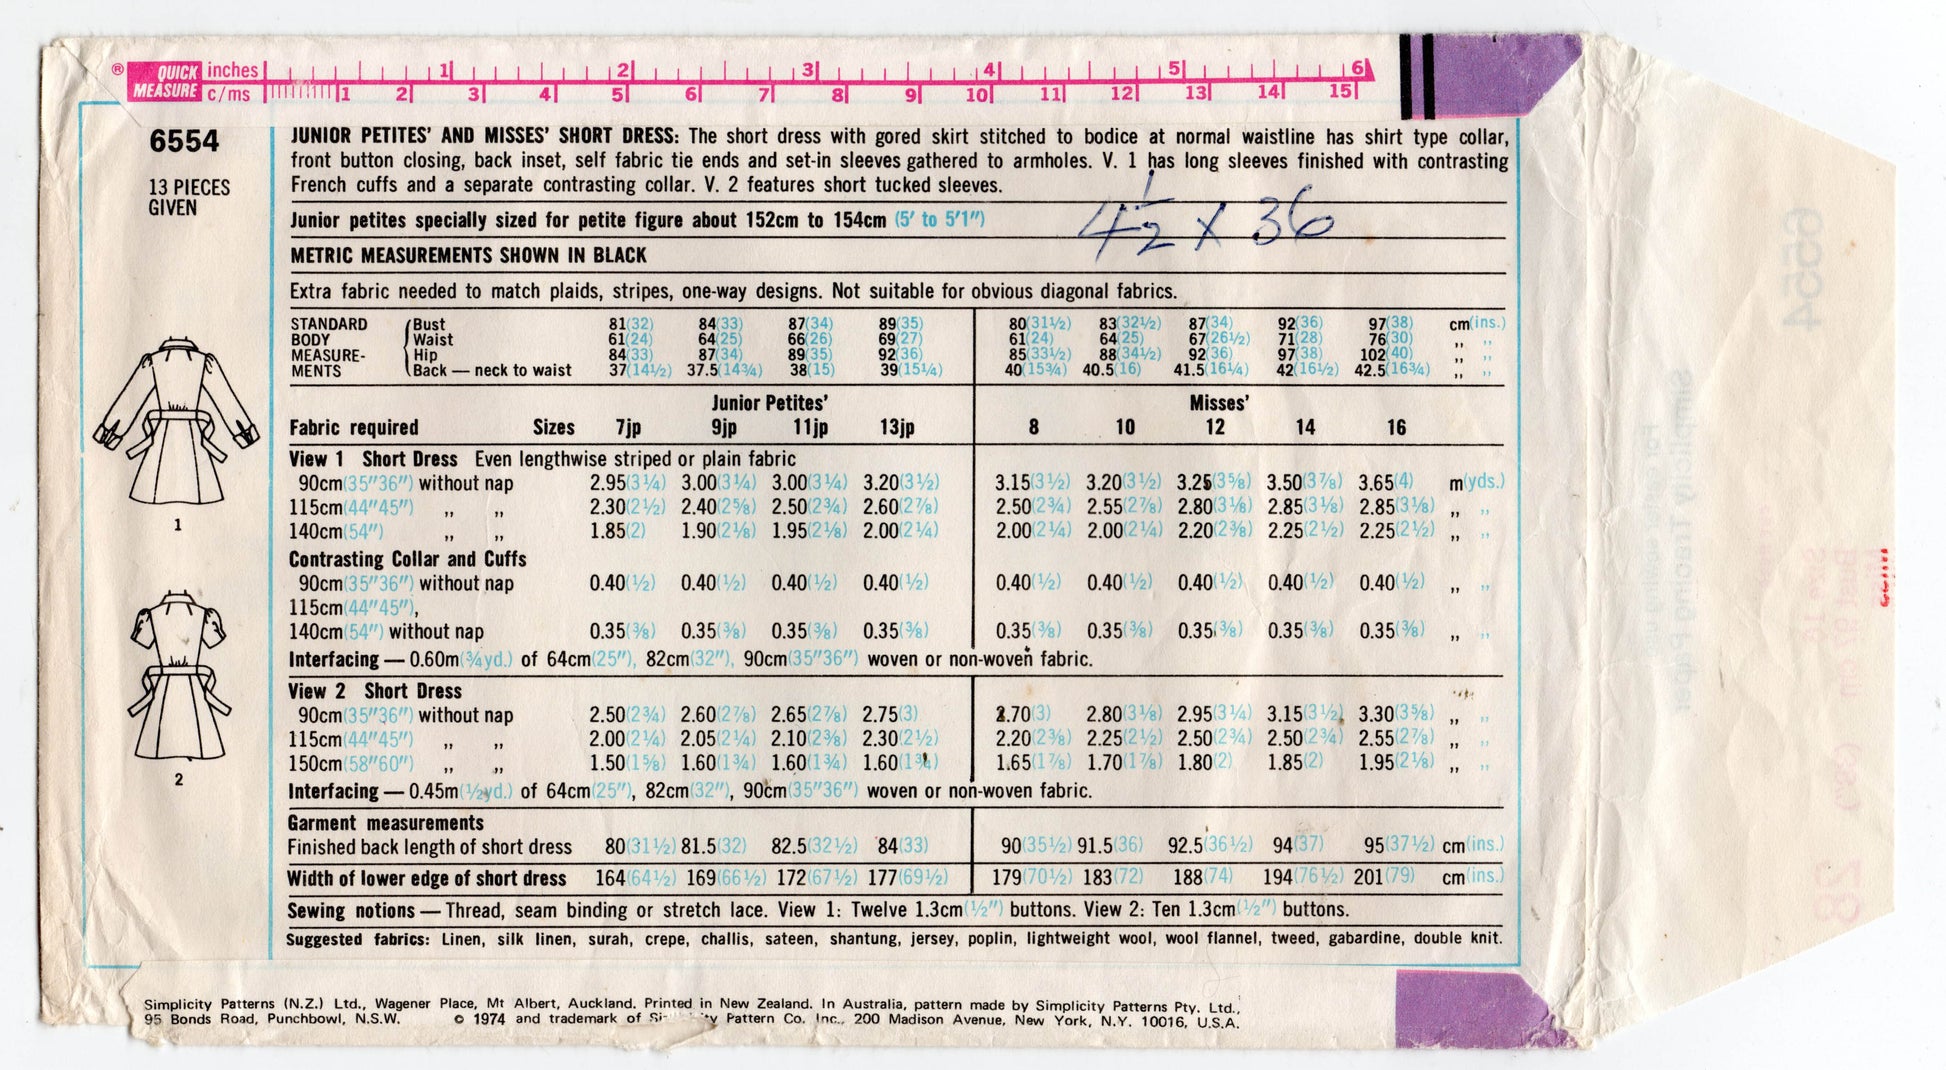 ® QUICK MEASURE inches 1 2 3 4 5 6
c/ms 1 2 3 4 5 6 7 8 9 10 11 12 13 14 15
6554
13 PIECES
GIVEN
JUNIOR PETITES' AND MISSES' SHORT DRESS: The short dress with gored skirt stitched to bodice at normal waistline has shirt type collar,
front button closing, back inset, self fabric tie ends and set-in sleeves gathered to armholes. V. 1 has long sleeves finished with contrasting
French cuffs and a separate contrasting collar. V. 2 features short tucked sleeves.
Junior petites specially sized for petite figure about 152cm to 154cm (5' to 5'1")
4½ x 36
METRIC MEASUREMENTS SHOWN IN BLACK
Extra fabric needed to match plaids, stripes, one-way designs. Not suitable for obvious diagonal fabrics.
STANDARD Bust 81(32) 84(33) 87(34) 89(35) 80(31½) 83(32½) 87(34) 92(36) 97(38) cm(ins.)
BODY Waist 61(24) 64(25) 66(26) 69(27) 61(24) 64(25) 67(26½) 71(28) 76(30) ,, ,,
MEASURE- Hip 84(33) 87(34) 89(35) 92(36) 85(33½) 88(34½) 92(36) 97(38) 102(40) ,, ,,
MENTS Back — neck to waist 37(14½) 37.5(14¾) 38(15) 39(15¼) 40(15¾) 40.5(16) 41.5(16¼) 42(16½) 42.5(16¾) ,, ,,
Junior Petites' Misses'
Fabric required Sizes 7jp 9jp 11jp 13jp 8 10 12 14 16
View 1 Short Dress Even lengthwise striped or plain fabric
90cm(35"36") without nap 2.95(3¼) 3.00(3¼) 3.00(3¼) 3.20(3½) 3.15(3½) 3.20(3½) 3.25(3⅝) 3.50(3⅞) 3.65(4) m(yds.)
115cm(44"45") ,, ,, 2.30(2½) 2.40(2⅝) 2.50(2¾) 2.60(2⅞) 2.50(2¾) 2.55(2⅞) 2.80(3⅛) 2.85(3⅛) 2.85(3⅛) ,, ,,
140cm(54") ,, ,, 1.85(2) 1.90(2⅛) 1.95(2⅛) 2.00(2¼) 2.00(2¼) 2.00(2¼) 2.20(2⅜) 2.25(2½) 2.25(2½) ,, ,,
1
Contrasting Collar and Cuffs
90cm(35"36") without nap 0.40(½) 0.40(½) 0.40(½) 0.40(½) 0.40(½) 0.40(½) 0.40(½) 0.40(½) 0.40(½) ,, ,,
115cm(44"45"),
140cm(54") without nap 0.35(⅜) 0.35(⅜) 0.35(⅜) 0.35(⅜) 0.35(⅜) 0.35(⅜) 0.35(⅜) 0.35(⅜) 0.35(⅜) ,, ,,
Interfacing — 0.60m(¾yd.) of 64cm(25"), 82cm(32"), 90cm(35"36") woven or non-woven fabric.
View 2 Short Dress
90cm(35"36") without nap 2.50(2¾) 2.60(2⅞) 2.65(2⅞) 2.75(3) 2.70(3) 2.80(3⅛) 2.95(3¼) 3.15(3½) 3.30(3⅝) ,, ,,
115cm(44"45") ,, ,, 2.00(2¼) 2.05(2¼) 2.10(2⅜) 2.30(2½) 2.20(2⅜) 2.25(2½) 2.50(2¾) 2.50(2¾) 2.55(2⅞) ,, ,,
150cm(58"60") ,, ,, 1.50(1⅝) 1.60(1¾) 1.60(1¾) 1.60(1¾) 1.65(1⅞) 1.70(1⅞) 1.80(2) 1.85(2) 1.95(2⅛) ,, ,,
2
Interfacing — 0.45m(½yd.) of 64cm(25"), 82cm(32"), 90cm(35"36") woven or non-woven fabric.
Garment measurements
Finished back length of short dress 80(31½) 81.5(32) 82.5(32½) 84(33) 90(35½) 91.5(36) 92.5(36½) 94(37) 95(37½) cm(ins.)
Width of lower edge of short dress 164(64½) 169(66½) 172(67½) 177(69½) 179(70½) 183(72) 188(74) 194(76½) 201(79) cm(ins.)
Sewing notions — Thread, seam binding or stretch lace. View 1: Twelve 1.3cm(½") buttons. View 2: Ten 1.3cm(½") buttons.
Suggested fabrics: Linen, silk linen, surah, crepe, challis, sateen, shantung, jersey, poplin, lightweight wool, wool flannel, tweed, gabardine, double knit.
Simplicity Patterns (N.Z.) Ltd., Wagener Place, Mt Albert, Auckland. Printed in New Zealand. In Australia, pattern made by Simplicity Patterns Pty. Ltd.,
95 Bonds Road, Punchbowl, N.S.W. © 1974 and trademark of Pattern Co. Inc., 200 Madison Avenue, New York, N.Y. 10016, U.S.A.